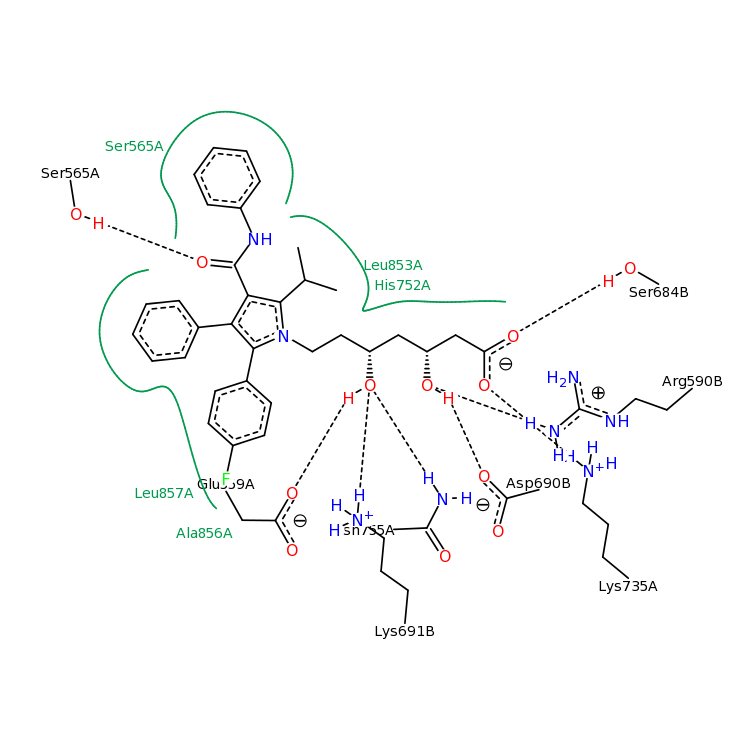 Ser565A
Ser565A
O
H
NH
O
Leu853A
His752A
O
H
Ser684B
N
O
⊖
H₂N
⊕
Arg590B
O
H
O
H
O
H
N
NH
H
H
H
N⁺
H
F
Leu857A
O
⊖
O
Ala856A
H
H
N⁺
H
H
N
H
O
O
⊖
Asp690B
O
Lys735A
Lys691B